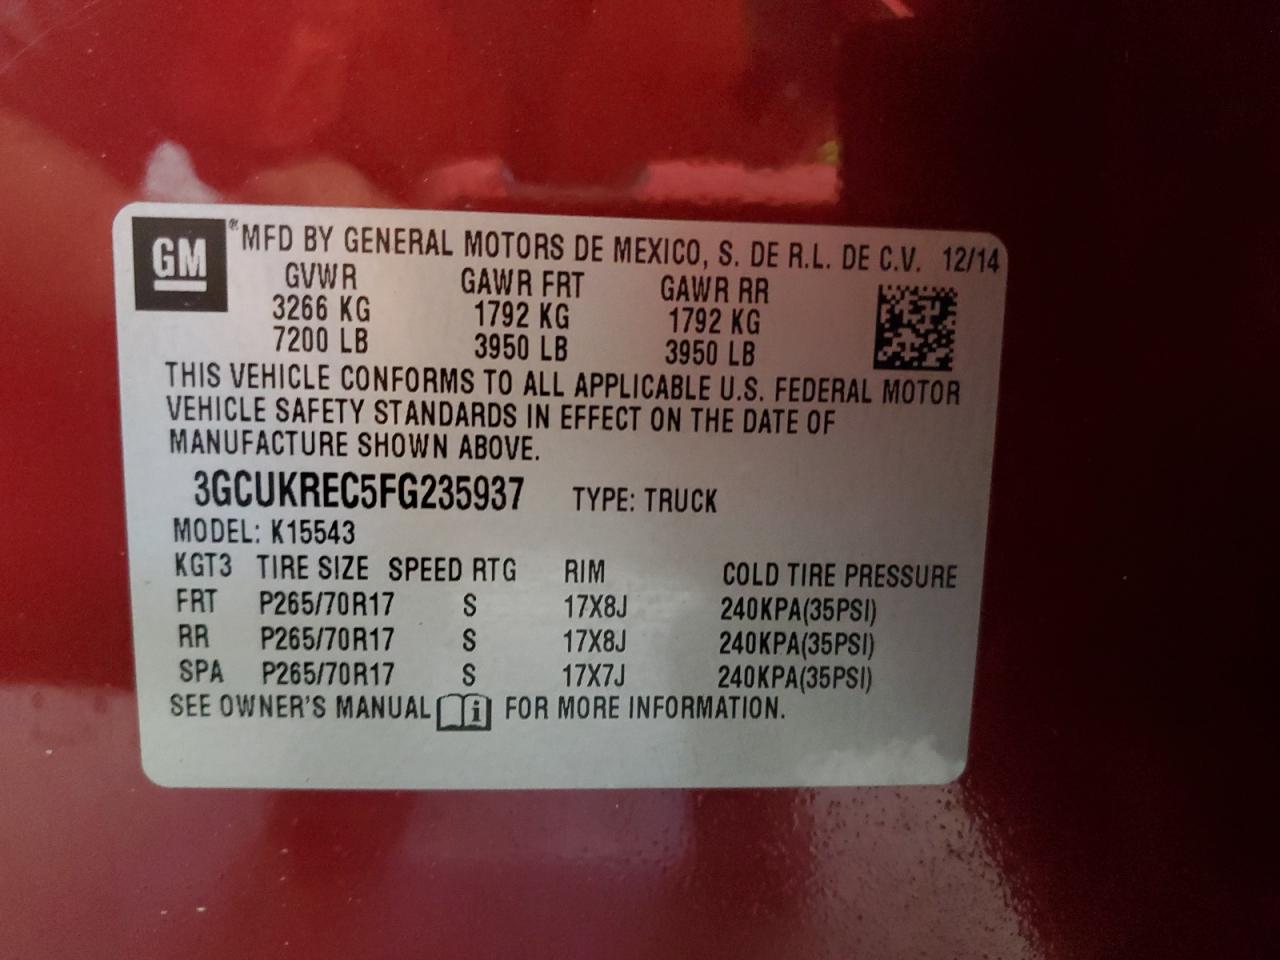 GM ® MFD BY GENERAL MOTORS DE MEXICO, S. DE R.L. DE C.V. 12/14
GVWR GAWR FRT GAWR RR
3266 KG 1792 KG 1792 KG
7200 LB 3950 LB 3950 LB
THIS VEHICLE CONFORMS TO ALL APPLICABLE U.S. FEDERAL MOTOR
VEHICLE SAFETY STANDARDS IN EFFECT ON THE DATE OF
MANUFACTURE SHOWN ABOVE.
3GCUKREC5FG235937 TYPE: TRUCK
MODEL: K15543
KGT3 TIRE SIZE SPEED RTG RIM COLD TIRE PRESSURE
FRT P265/70R17 S 17X8J 240KPA(35PSI)
RR P265/70R17 S 17X8J 240KPA(35PSI)
SPA P265/70R17 S 17X7J 240KPA(35PSI)
SEE OWNER'S MANUAL i FOR MORE INFORMATION.